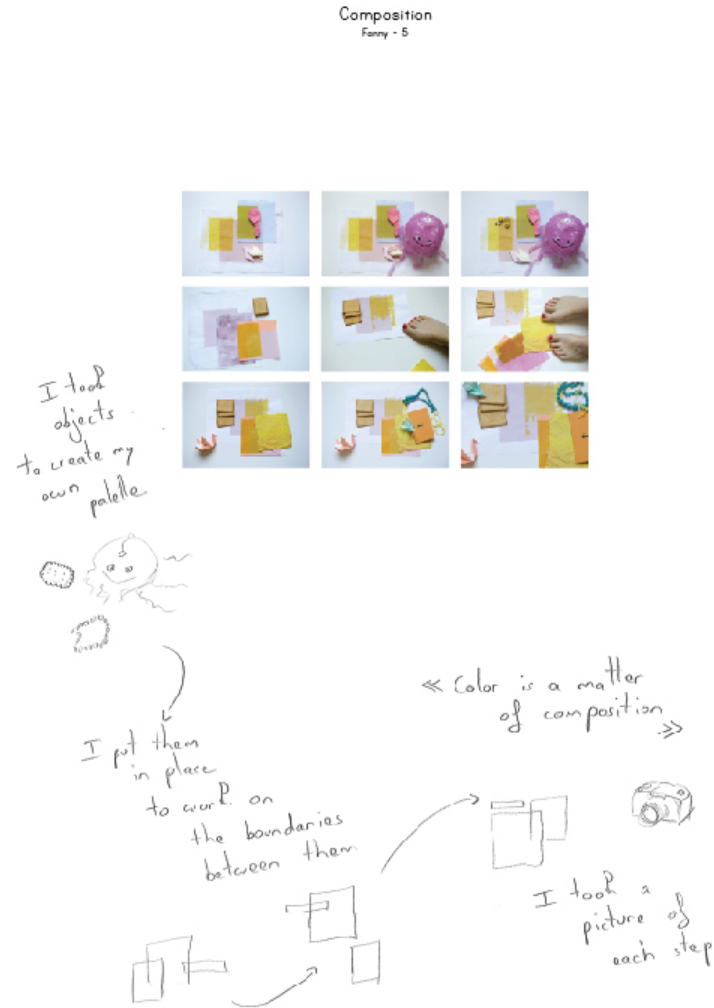 Composition
Fanny - 5
I took
objects
to create my
own
palette
I put them
in place
to work on
the boundaries
between them
« Color is a matter
of composition
»
I took a
picture of
each step